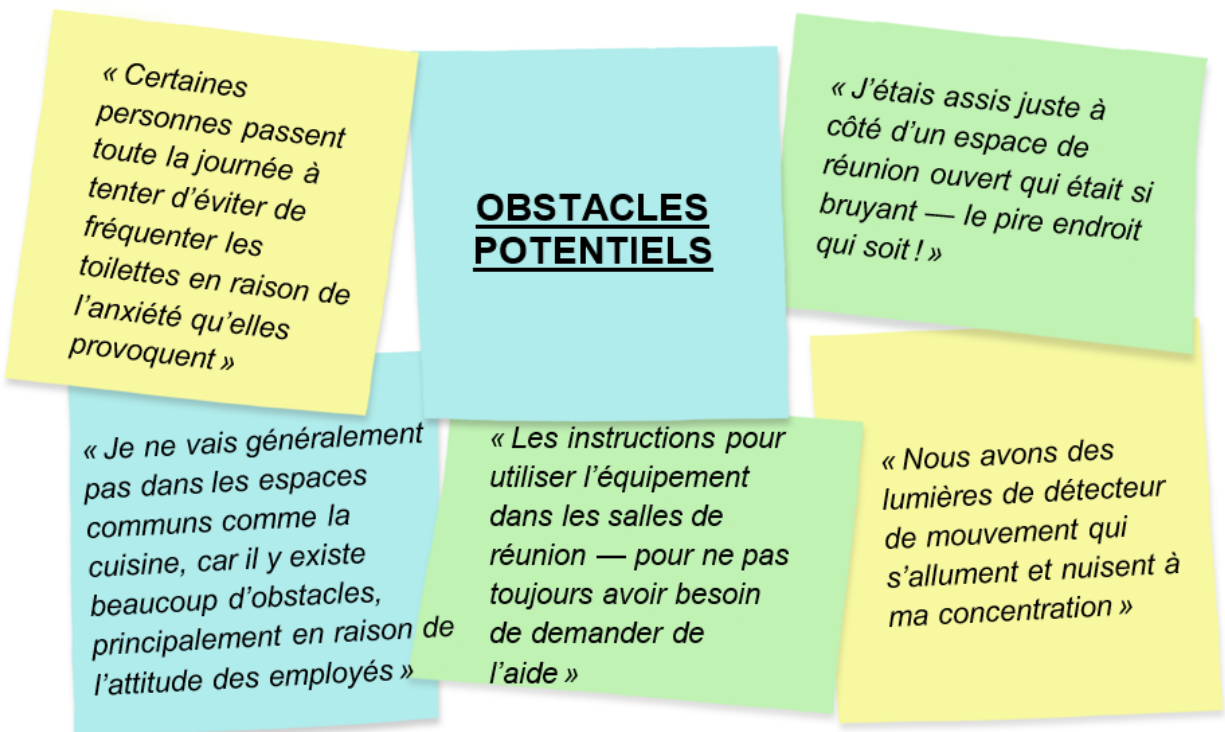 « Certaines
personnes passent
toute la journée à
tenter d’éviter de
fréquenter les
toilettes en raison de
l’anxiété qu’elles
provoquent »
OBSTACLES
POTENTIELS
« J’étais assis juste à
côté d’un espace de
réunion ouvert qui était si
bruyant — le pire endroit
qui soit ! »
« Je ne vais généralement
pas dans les espaces
communs comme la
cuisine, car il y existe
beaucoup d’obstacles,
principalement en raison de
l’attitude des employés »
« Les instructions pour
utiliser l’équipement
dans les salles de
réunion — pour ne pas
toujours avoir besoin
de demander de
l’aide »
« Nous avons des
lumières de détecteur
de mouvement qui
s’allument et nuisent à
ma concentration »